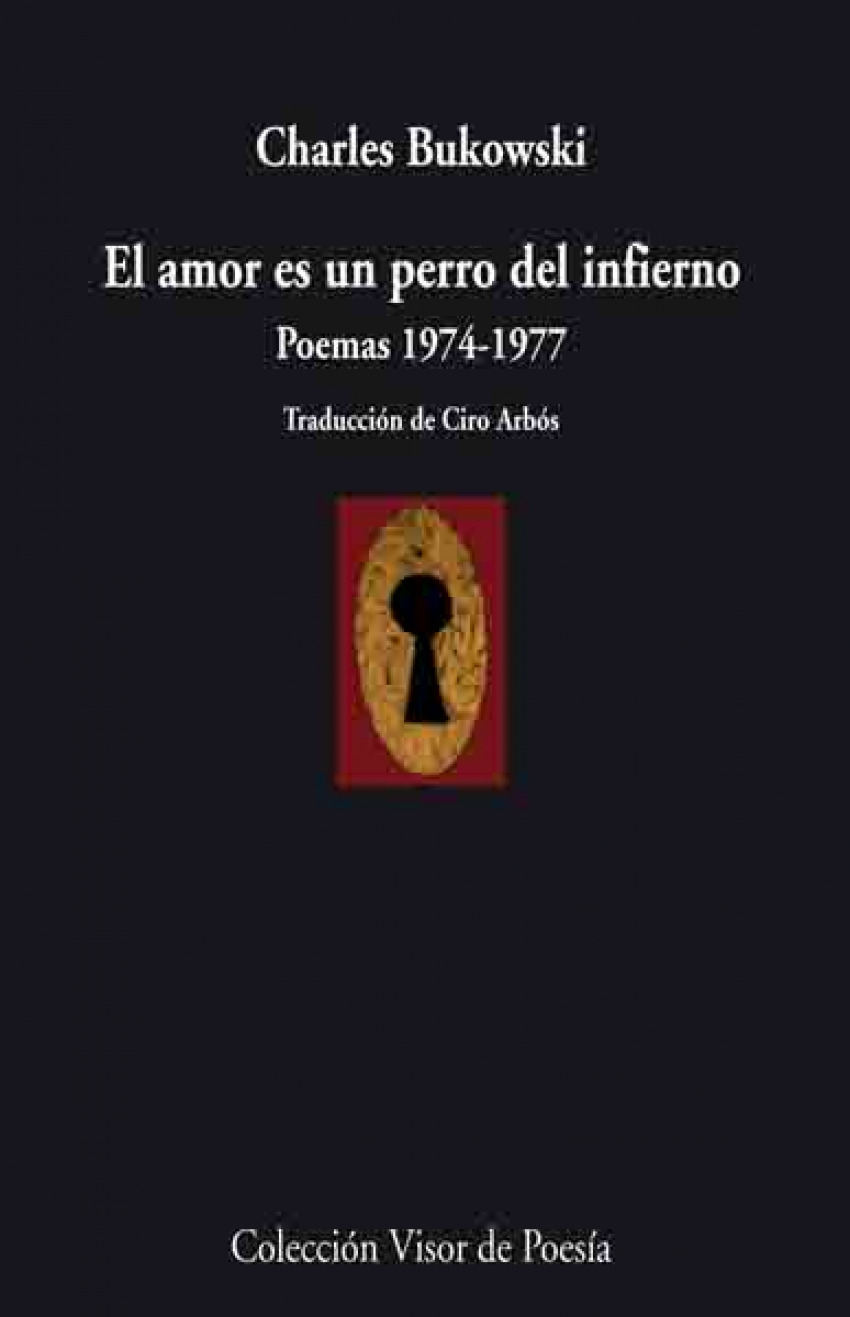 Charles Bukowski
El amor es un perro del infierno
Poemas 1974-1977
Traducción de Ciro Arbós
Colección Visor de Poesía